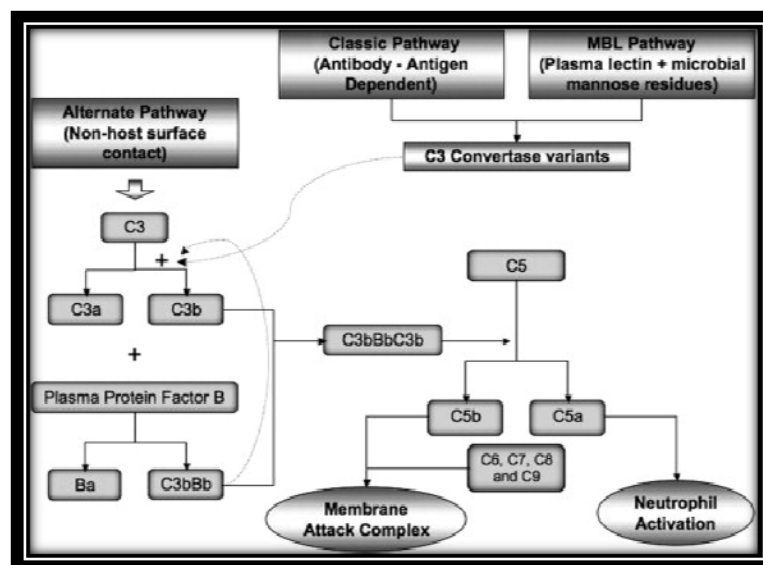 Classic Pathway
(Antibody - Antigen
Dependent)
MBL Pathway
(Plasma lectin + microbial
mannose residues)
Alternate Pathway
(Non-host surface
contact)
C3 Convertase variants
C3
+
C5
C3a
C3b
C3bBbC3b
+
Plasma Protein Factor B
C5b
C5a
C6, C7, C8
and C9
Ba
C3bBb
Membrane
Attack Complex
Neutrophil
Activation